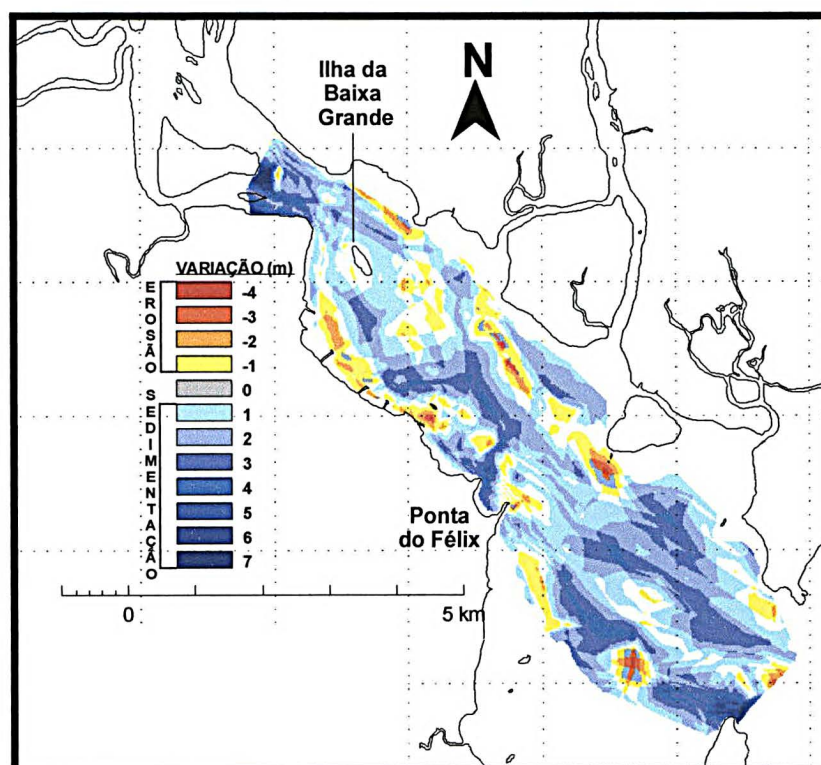 Ilha da
Baixa
Grande
N
VARIAÇÃO (m)
EROSÃO
-4
-3
-2
-1
0
SEDIMENTAÇÃO
1
2
3
4
5
6
7
Ponta
do Félix
0
5 km